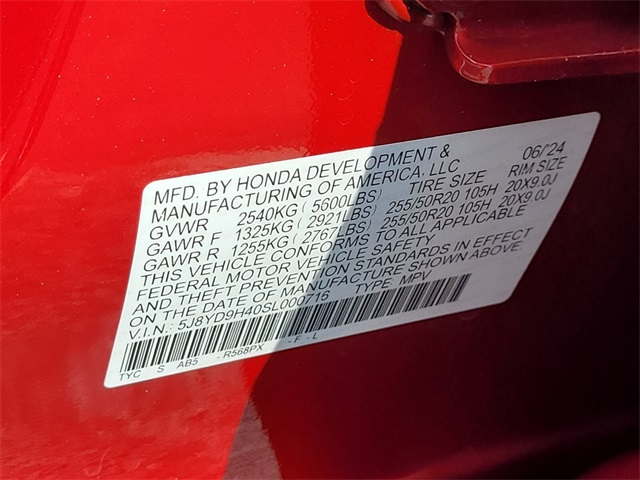 MFD. BY HONDA DEVELOPMENT & 06/24
MANUFACTURING OF AMERICA, LLC
GVWR 2540KG ( 5600LBS) TIRE SIZE RIM SIZE
GAWR F 1325KG ( 2921LBS) 255/50R20 105H 20X9.0J
GAWR R 1255KG ( 2767LBS) 255/50R20 105H 20X9.0J
THIS VEHICLE CONFORMS TO ALL APPLICABLE
FEDERAL MOTOR VEHICLE SAFETY
AND THEFT PREVENTION STANDARDS IN EFFECT
ON THE DATE OF MANUFACTURE SHOWN ABOVE.
V.I.N.: 5J8YD9H40SL000716 TYPE: MPV
TYC S AB5 - R568PX - F - L